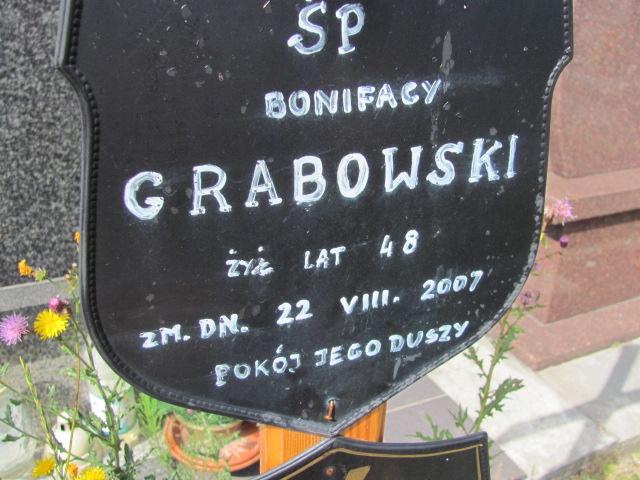 ŚP
BONIFACY
GRABOWSKI
ŻYŁ LAT 48
ZM. DN. 22 VIII. 2007
POKÓJ JEGO DUSZY